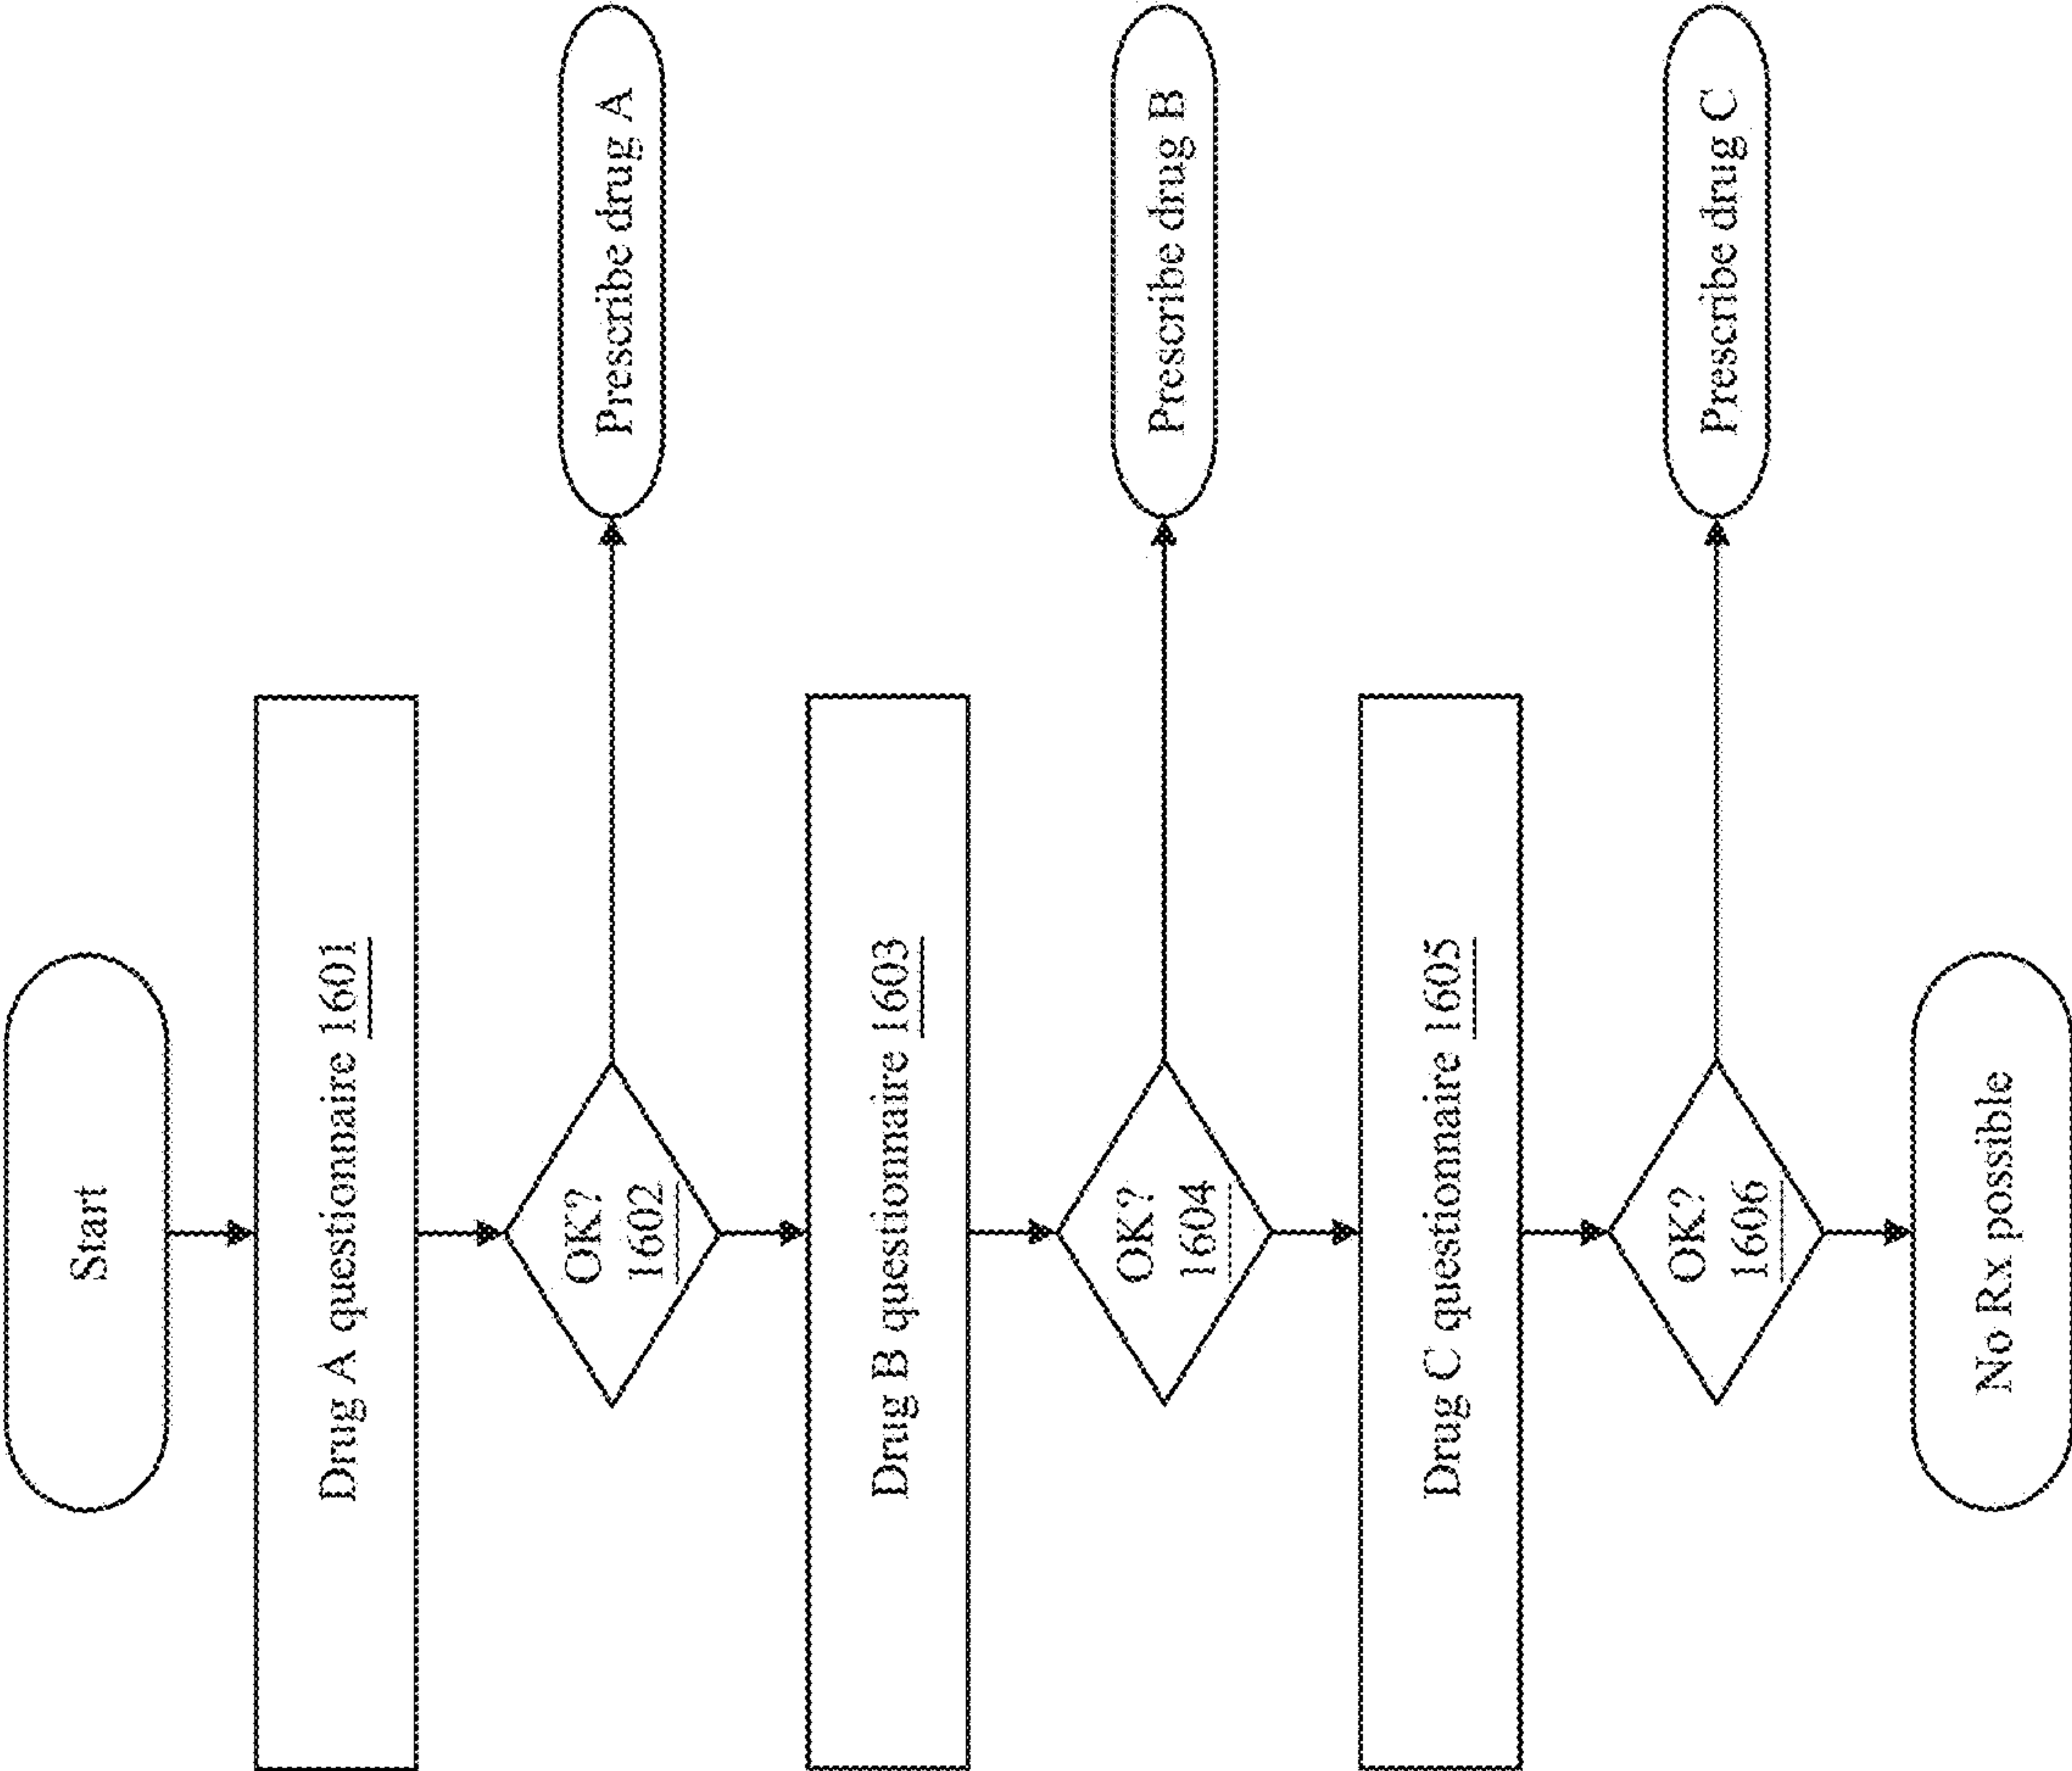 Start
Drug A questionnaire 1601
OK?
1602
Prescribe drug A
Drug B questionnaire 1603
OK?
1604
Prescribe drug B
Drug C questionnaire 1605
OK?
1606
Prescribe drug C
No Rx possible